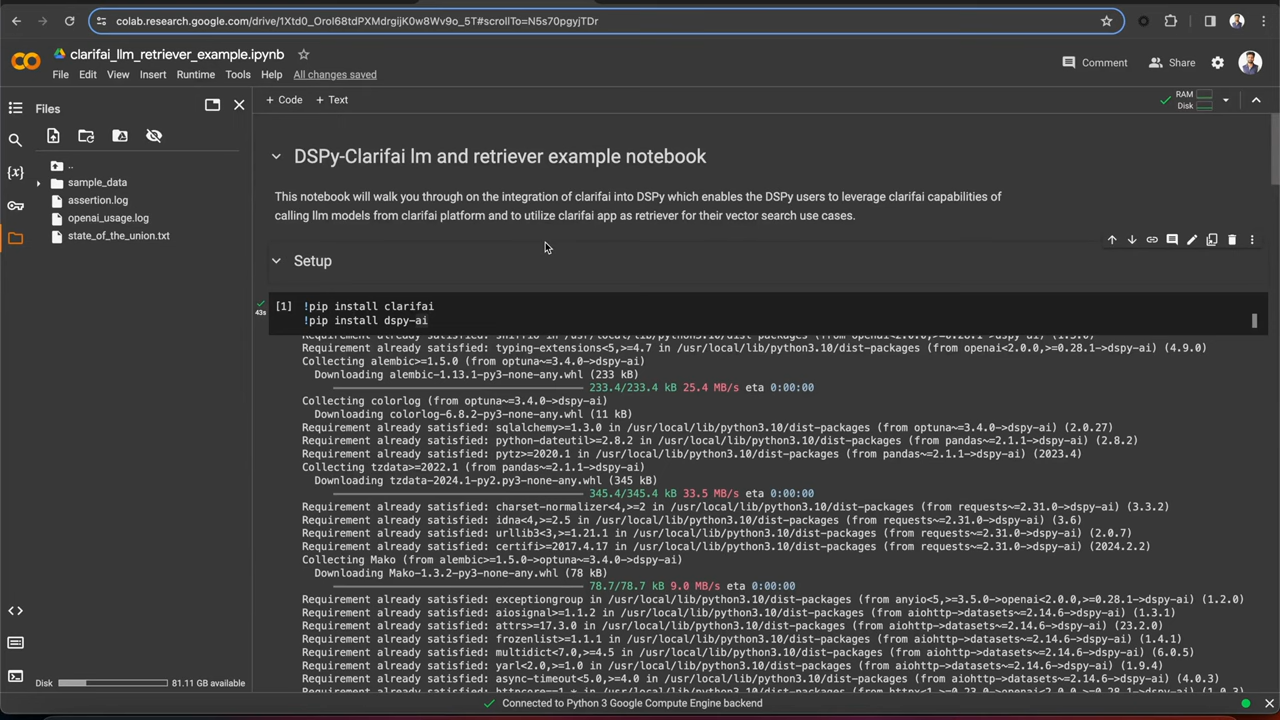 colab.research.google.com/drive/1Xtd0_OroI68tdPXMdrgijK0w8Wv9o_5T#scrollTo=N5s70pgyjTDr
clarifai_llm_retriever_example.ipynb
File Edit View Insert Runtime Tools Help All changes saved
Comment Share
Files
+ Code + Text
RAM
Disk
..
sample_data
assertion.log
openai_usage.log
state_of_the_union.txt
DSPy-Clarifai lm and retriever example notebook
This notebook will walk you through on the integration of clarifai into DSPy which enables the DSPy users to leverage clarifai capabilities of
calling llm models from clarifai platform and to utilize clarifai app as retriever for their vector search use cases.
Setup
43s
[1] !pip install clarifai
!pip install dspy-ai
Requirement already satisfied: typing-extensions<5,>=4.7 in /usr/local/lib/python3.10/dist-packages (from openai<2.0.0,>=0.28.1->dspy-ai) (4.9.0)
Collecting alembic>=1.5.0 (from optuna~=3.4.0->dspy-ai)
Downloading alembic-1.13.1-py3-none-any.whl (233 kB)
233.4/233.4 kB 25.4 MB/s eta 0:00:00
Collecting colorlog (from optuna~=3.4.0->dspy-ai)
Downloading colorlog-6.8.2-py3-none-any.whl (11 kB)
Requirement already satisfied: sqlalchemy>=1.3.0 in /usr/local/lib/python3.10/dist-packages (from optuna~=3.4.0->dspy-ai) (2.0.27)
Requirement already satisfied: python-dateutil>=2.8.2 in /usr/local/lib/python3.10/dist-packages (from pandas~=2.1.1->dspy-ai) (2.8.2)
Requirement already satisfied: pytz>=2020.1 in /usr/local/lib/python3.10/dist-packages (from pandas~=2.1.1->dspy-ai) (2023.4)
Collecting tzdata>=2022.1 (from pandas~=2.1.1->dspy-ai)
Downloading tzdata-2024.1-py2.py3-none-any.whl (345 kB)
345.4/345.4 kB 33.5 MB/s eta 0:00:00
Requirement already satisfied: charset-normalizer<4,>=2 in /usr/local/lib/python3.10/dist-packages (from requests~=2.31.0->dspy-ai) (3.3.2)
Requirement already satisfied: idna<4,>=2.5 in /usr/local/lib/python3.10/dist-packages (from requests~=2.31.0->dspy-ai) (3.6)
Requirement already satisfied: urllib3<3,>=1.21.1 in /usr/local/lib/python3.10/dist-packages (from requests~=2.31.0->dspy-ai) (2.0.7)
Requirement already satisfied: certifi>=2017.4.17 in /usr/local/lib/python3.10/dist-packages (from requests~=2.31.0->dspy-ai) (2024.2.2)
Collecting Mako (from alembic>=1.5.0->optuna~=3.4.0->dspy-ai)
Downloading Mako-1.3.2-py3-none-any.whl (78 kB)
78.7/78.7 kB 9.0 MB/s eta 0:00:00
Requirement already satisfied: exceptiongroup in /usr/local/lib/python3.10/dist-packages (from anyio<5,>=3.5.0->openai<2.0.0,>=0.28.1->dspy-ai) (1.2.0)
Requirement already satisfied: aiosignal>=1.1.2 in /usr/local/lib/python3.10/dist-packages (from aiohttp->datasets~=2.14.6->dspy-ai) (1.3.1)
Requirement already satisfied: attrs>=17.3.0 in /usr/local/lib/python3.10/dist-packages (from aiohttp->datasets~=2.14.6->dspy-ai) (23.2.0)
Requirement already satisfied: frozenlist>=1.1.1 in /usr/local/lib/python3.10/dist-packages (from aiohttp->datasets~=2.14.6->dspy-ai) (1.4.1)
Requirement already satisfied: multidict<7.0,>=4.5 in /usr/local/lib/python3.10/dist-packages (from aiohttp->datasets~=2.14.6->dspy-ai) (6.0.5)
Requirement already satisfied: yarl<2.0,>=1.0 in /usr/local/lib/python3.10/dist-packages (from aiohttp->datasets~=2.14.6->dspy-ai) (1.9.4)
Requirement already satisfied: async-timeout<5.0,>=4.0 in /usr/local/lib/python3.10/dist-packages (from aiohttp->datasets~=2.14.6->dspy-ai) (4.0.3)
Disk 81.11 GB available
Connected to Python 3 Google Compute Engine backend